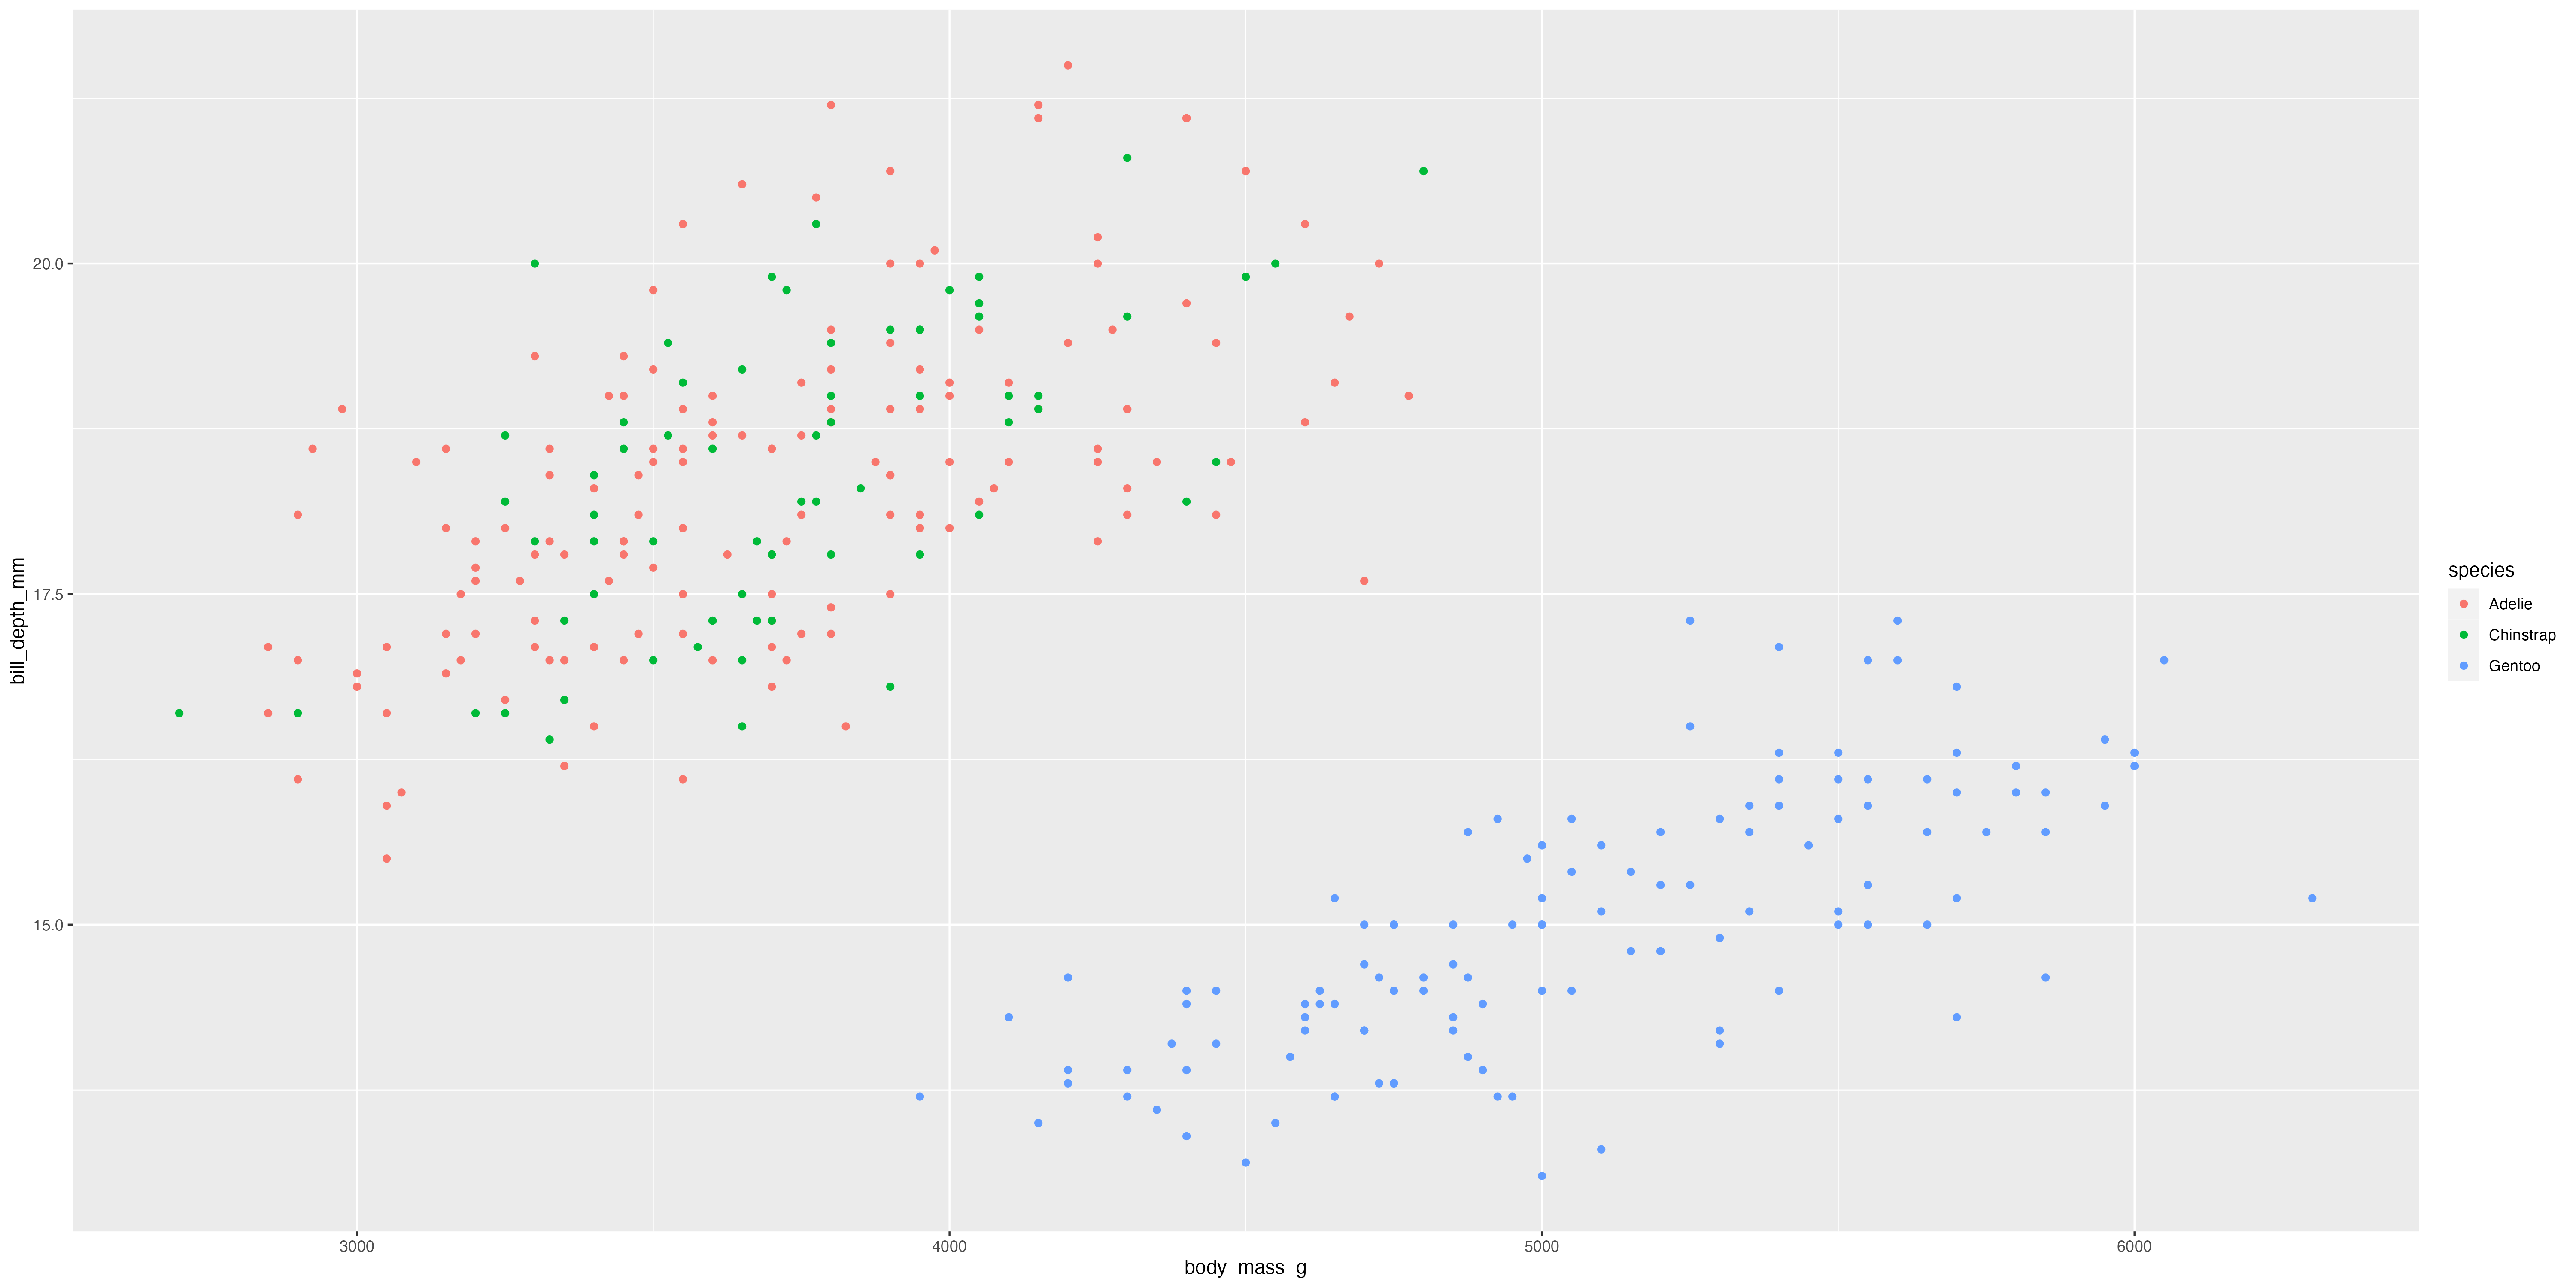 20.0
17.5
15.0
bill_depth_mm
3000
4000
5000
6000
body_mass_g
species
Adelie
Chinstrap
Gentoo